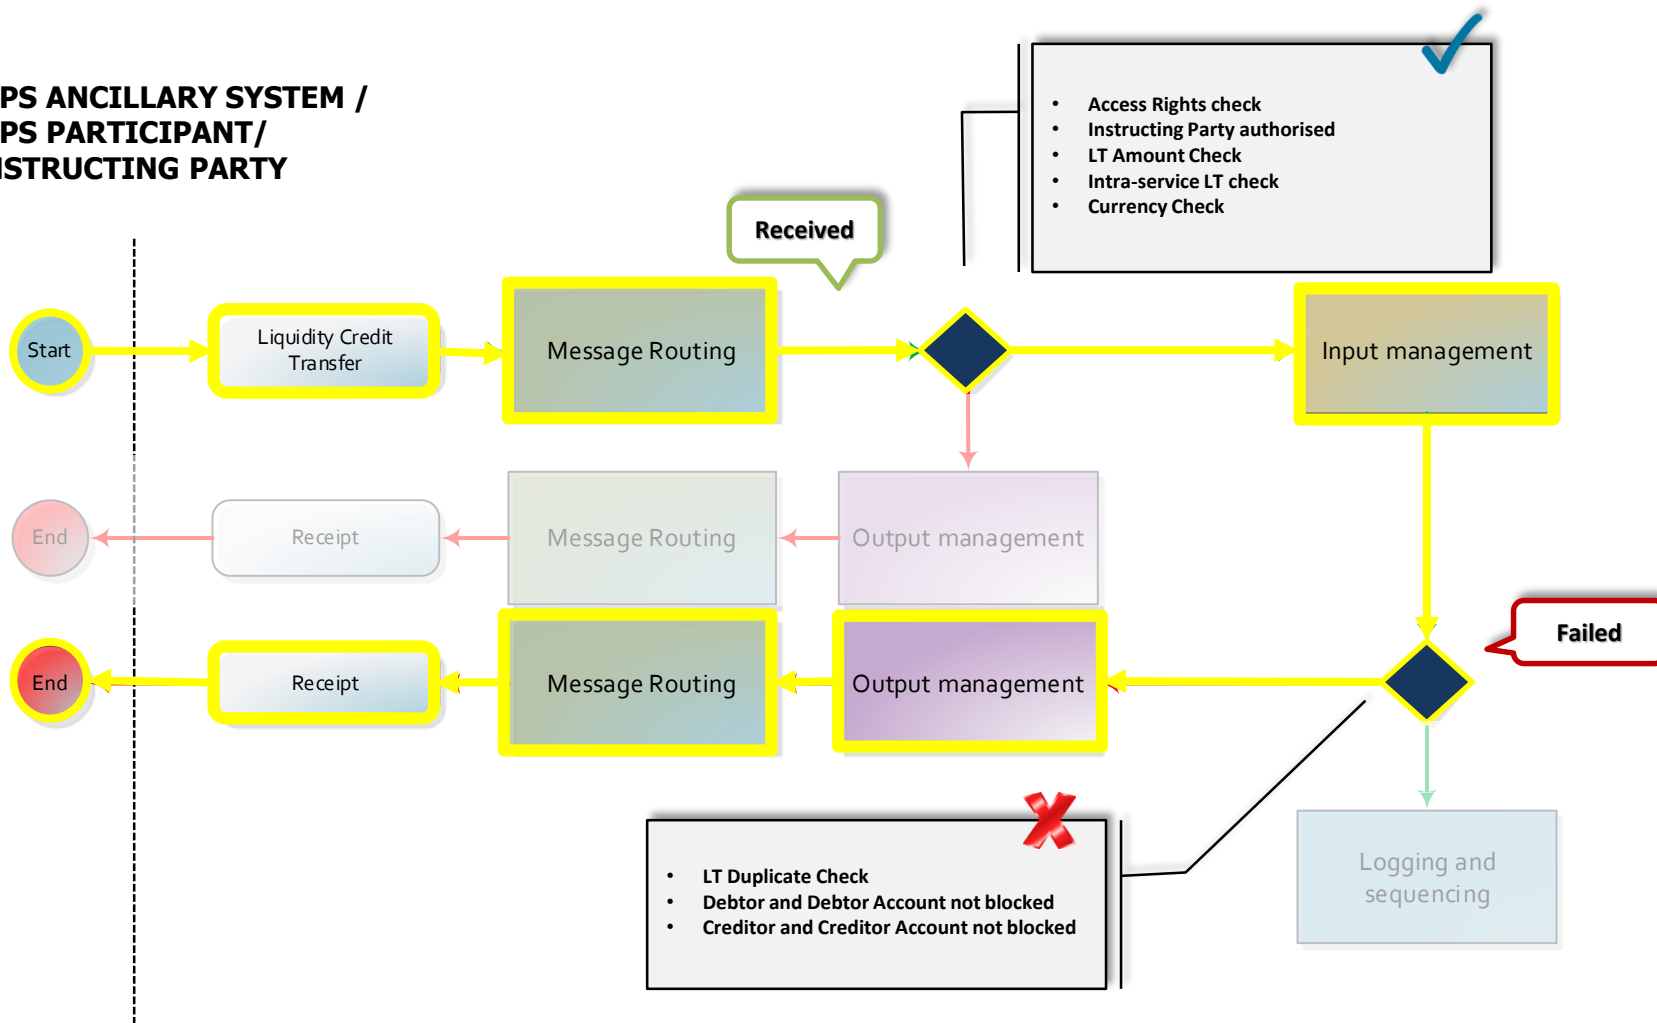 PS ANCILLARY SYSTEM /
PS PARTICIPANT/
NSTRUCTING PARTY
• Access Rights check
• Instructing Party authorised
• LT Amount Check
• Intra-service LT check
• Currency Check
Received
Start
Liquidity Credit
Transfer
Message Routing
Input management
End
Receipt
Message Routing
Output management
Failed
End
Receipt
Message Routing
Output management
• LT Duplicate Check
• Debtor and Debtor Account not blocked
• Creditor and Creditor Account not blocked
Logging and
sequencing